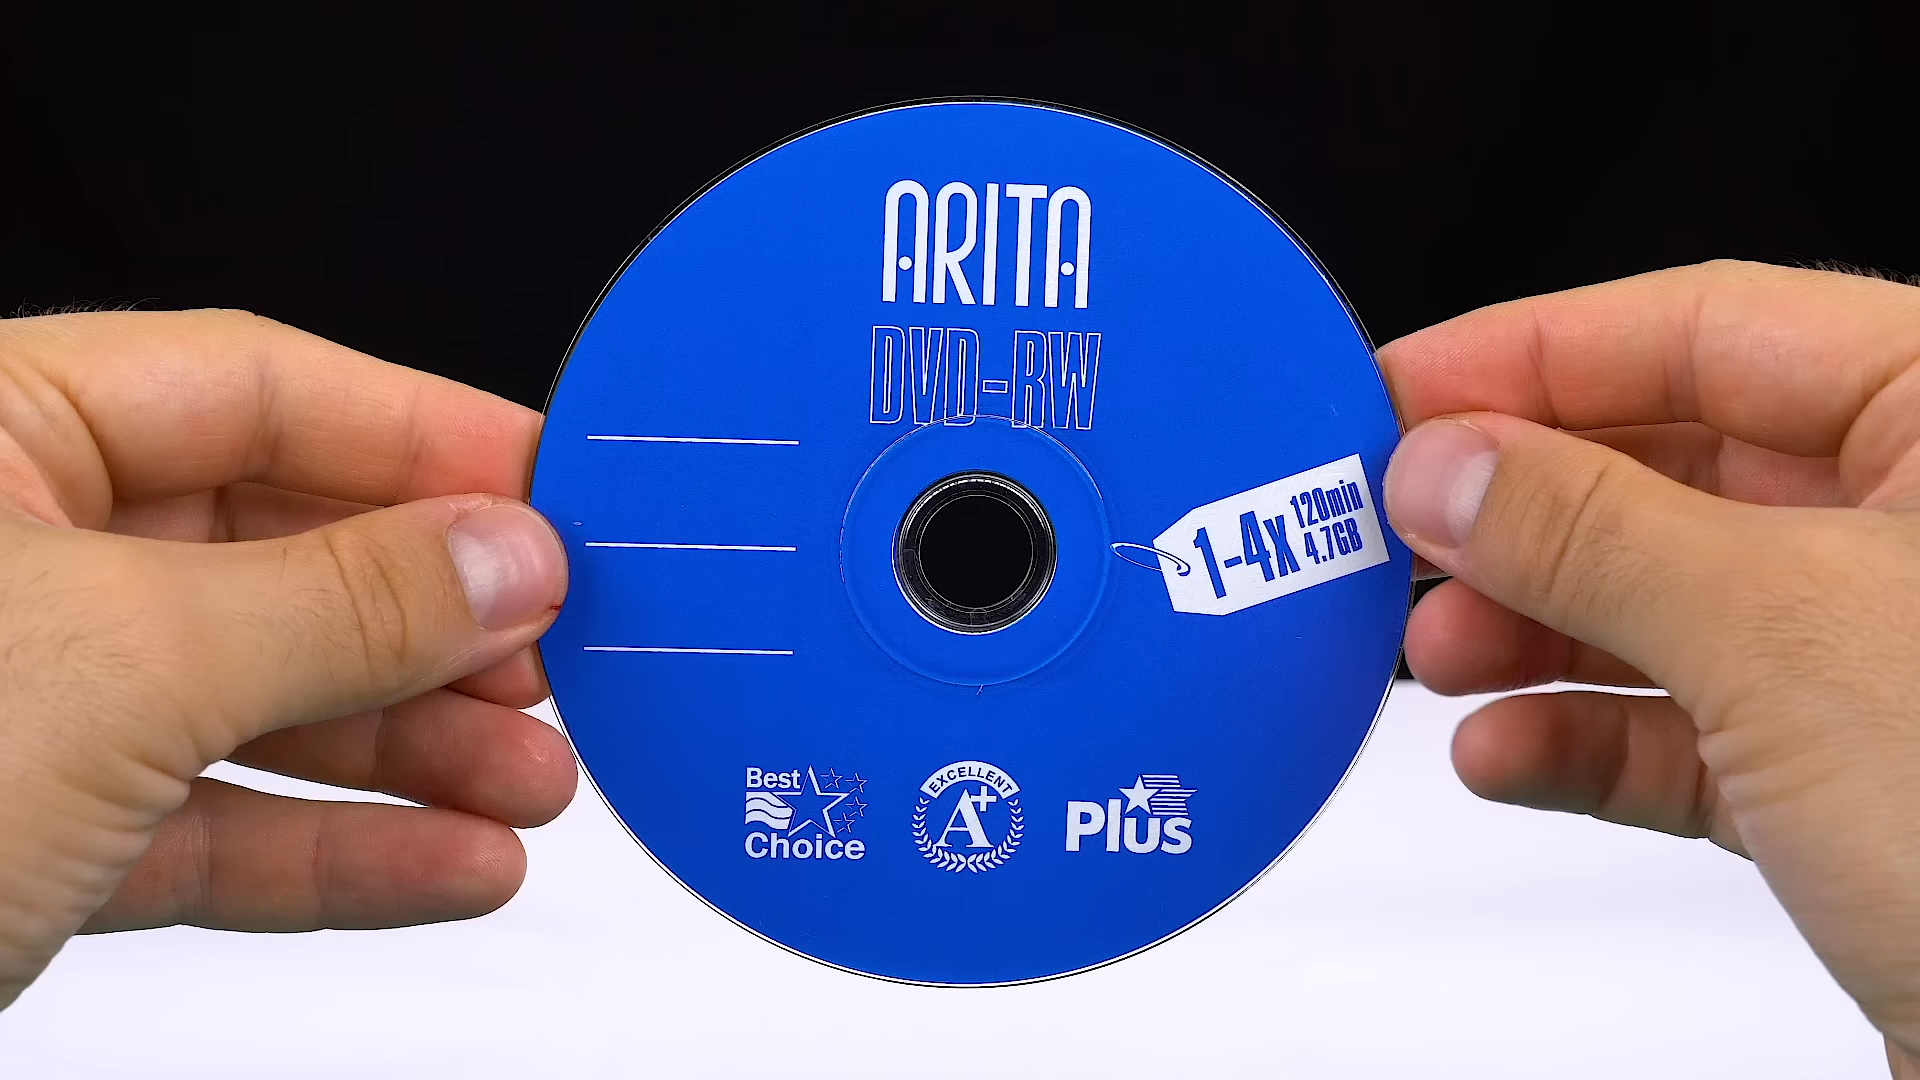 ARITA
DVD-RW
1-4x 120min
4.7GB
Best
Choice
EXCELLENT
A+
Plus